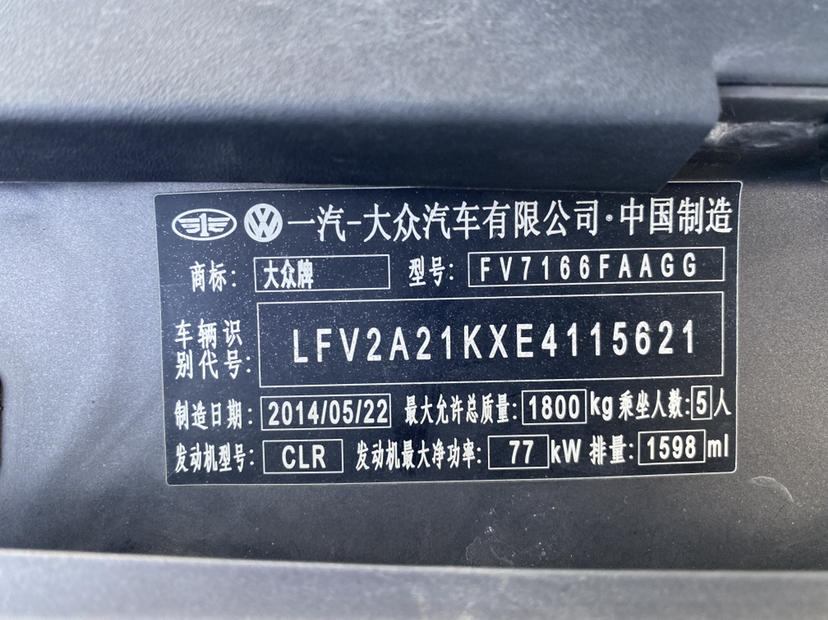 一汽-大众汽车有限公司·中国制造
商标: 大众牌 型号: FV7166FAAGG
车辆识别代号: LFV2A21KXE4115621
制造日期: 2014/05/22 最大允许总质量: 1800 kg 乘坐人数: 5 人
发动机型号: CLR 发动机最大净功率: 77 kW 排量: 1598 ml